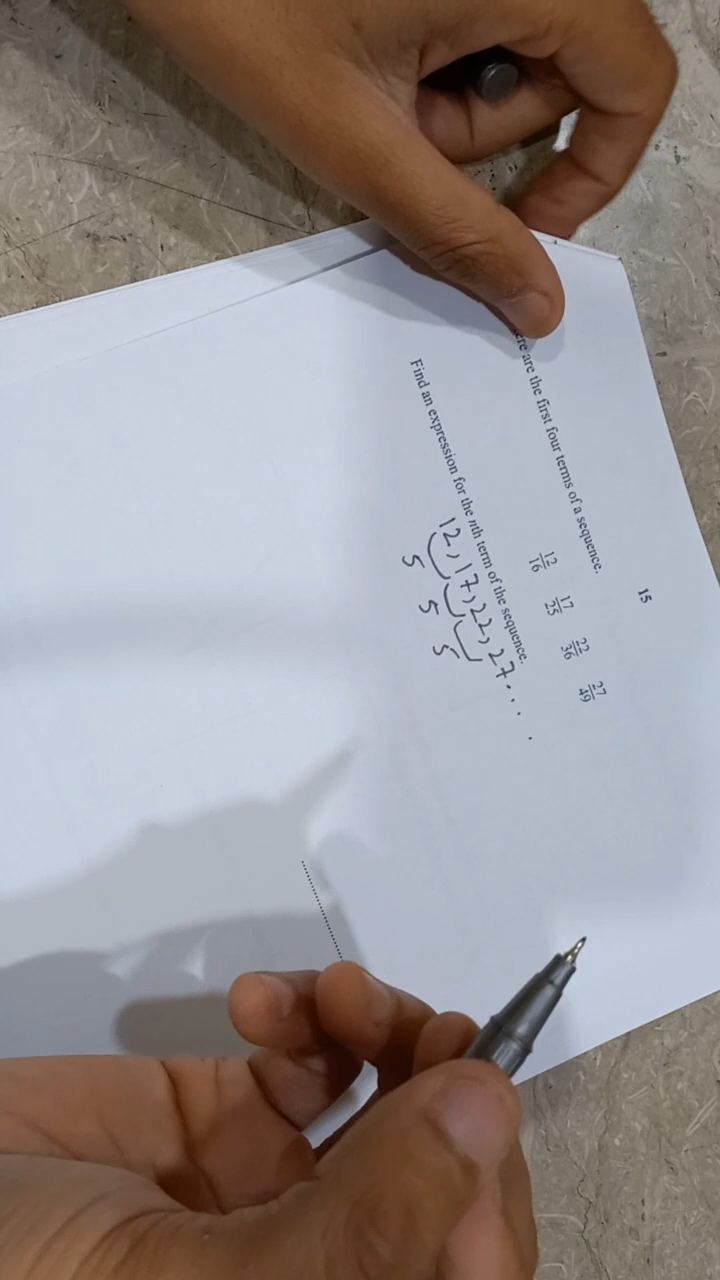 15
ere are the first four terms of a sequence.
12/16 17/25 22/36 27/49
Find an expression for the nth term of the sequence.
12, 17, 22, 27 . . . .
5 5 5